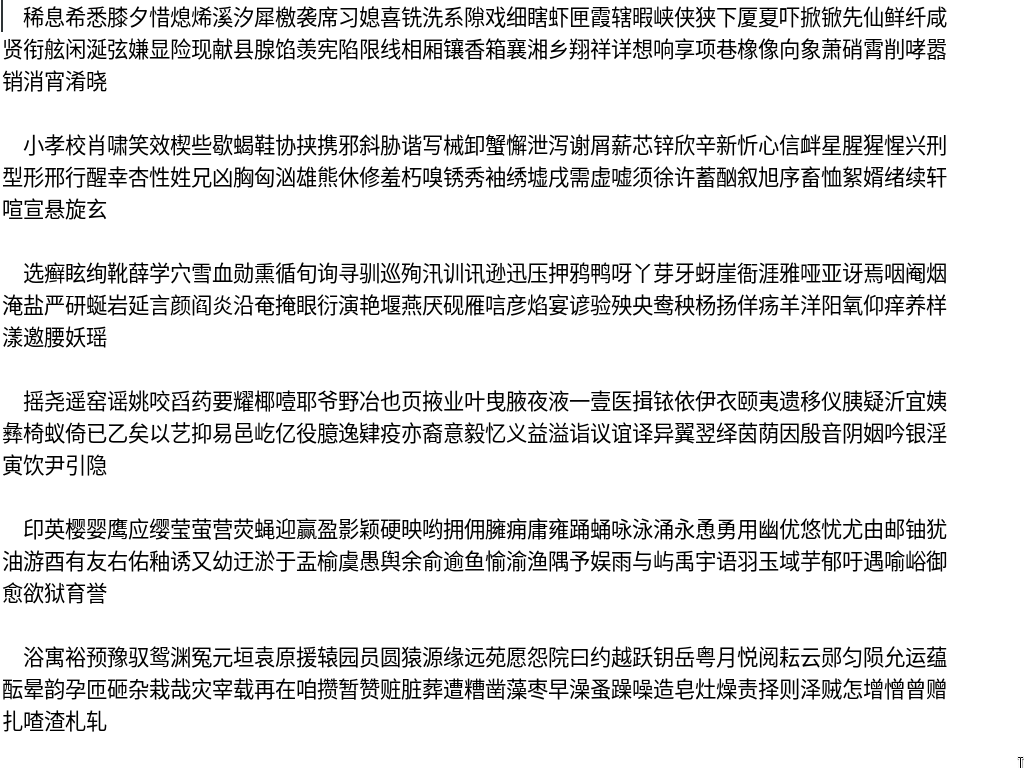 稀息希悉膝夕惜熄烯溪汐犀檄袭席习媳喜铣洗系隙戏细瞎虾匣霞辖暇峡侠狭下厦夏吓掀锨先仙鲜纤咸
贤衔舷闲涎弦嫌显险现献县腺馅羡宪陷限线相厢镶香箱襄湘乡翔祥详想响享项巷橡像向象萧硝霄削哮嚣
销消宵淆晓
小孝校肖啸笑效楔些歇蝎鞋协挟携邪斜胁谐写械卸蟹懈泄泻谢屑薪芯锌欣辛新忻心信衅星腥猩惺兴刑
型形邢行醒幸杏性姓兄凶胸匈汹雄熊休修羞朽嗅锈秀袖绣墟戌需虚嘘须徐许蓄酗叙旭序畜恤絮婿绪续轩
喧宣悬旋玄
选癣眩绚靴薛学穴雪血勋熏循旬询寻驯巡殉汛训讯逊迅压押鸦鸭呀丫芽牙蚜崖衙涯雅哑亚讶焉咽阉烟
淹盐严研蜒岩延言颜阎炎沿奄掩眼衍演艳堰燕厌砚雁唁彦焰宴谚验殃央鸯秧杨扬佯疡羊洋阳氧仰痒养样
漾邀腰妖瑶
摇尧遥窑谣姚咬舀药要耀椰噎耶爷野冶也页掖业叶曳腋夜液一壹医揖铱依伊衣颐夷遗移仪胰疑沂宜姨
彝椅蚁倚已乙矣以艺抑易邑屹亿役臆逸肄疫亦裔意毅忆义益溢诣议谊译异翼翌绎茵荫因殷音阴姻吟银淫
寅饮尹引隐
印英樱婴鹰应缨莹萤营荧蝇迎赢盈影颖硬映哟拥佣臃痈庸雍踊蛹咏泳涌永恿勇用幽优悠忧尤由邮铀犹
油游酉有友右佑釉诱又幼迂淤于盂榆虞愚舆余俞逾鱼愉渝渔隅予娱雨与屿禹宇语羽玉域芋郁吁遇喻峪御
愈欲狱育誉
浴寓裕预豫驭鸳渊冤元垣袁原援辕园员圆猿源缘远苑愿怨院曰约越跃钥岳粤月悦阅耘云郧匀陨允运蕴
酝晕韵孕匝砸杂栽哉灾宰载再在咱攒暂赞赃脏葬遭糟凿藻枣早澡蚤躁噪造皂灶燥责择则泽贼怎增憎曾赠
扎喳渣札轧